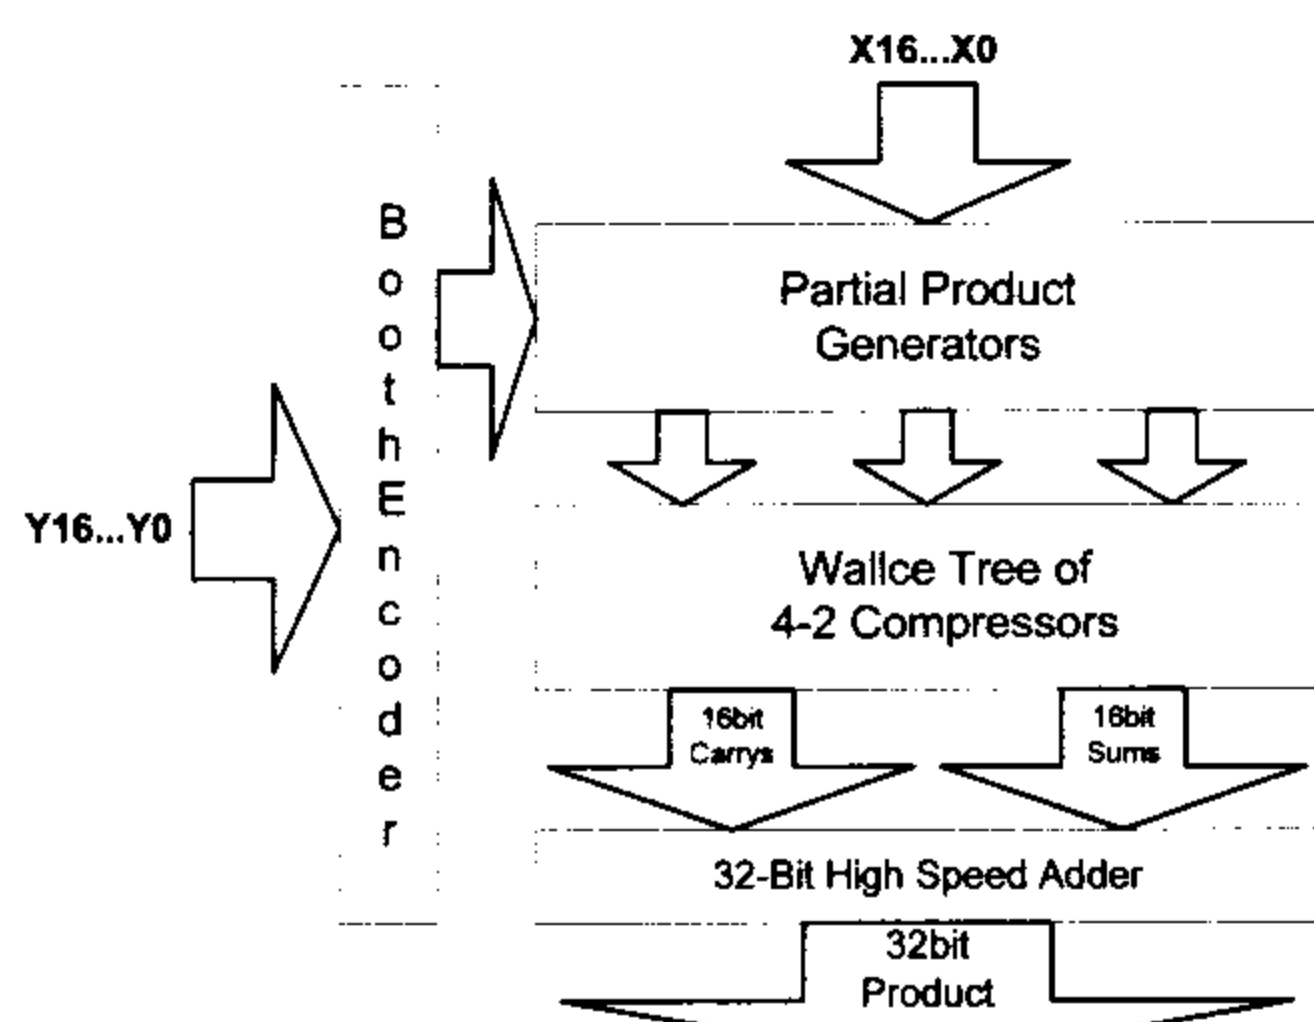 X16...X0
BoothEncoder
Partial Product
Generators
Y16...Y0
Wallce Tree of
4-2 Compressors
16bit
Carrys
16bit
Sums
32-Bit High Speed Adder
32bit
Product